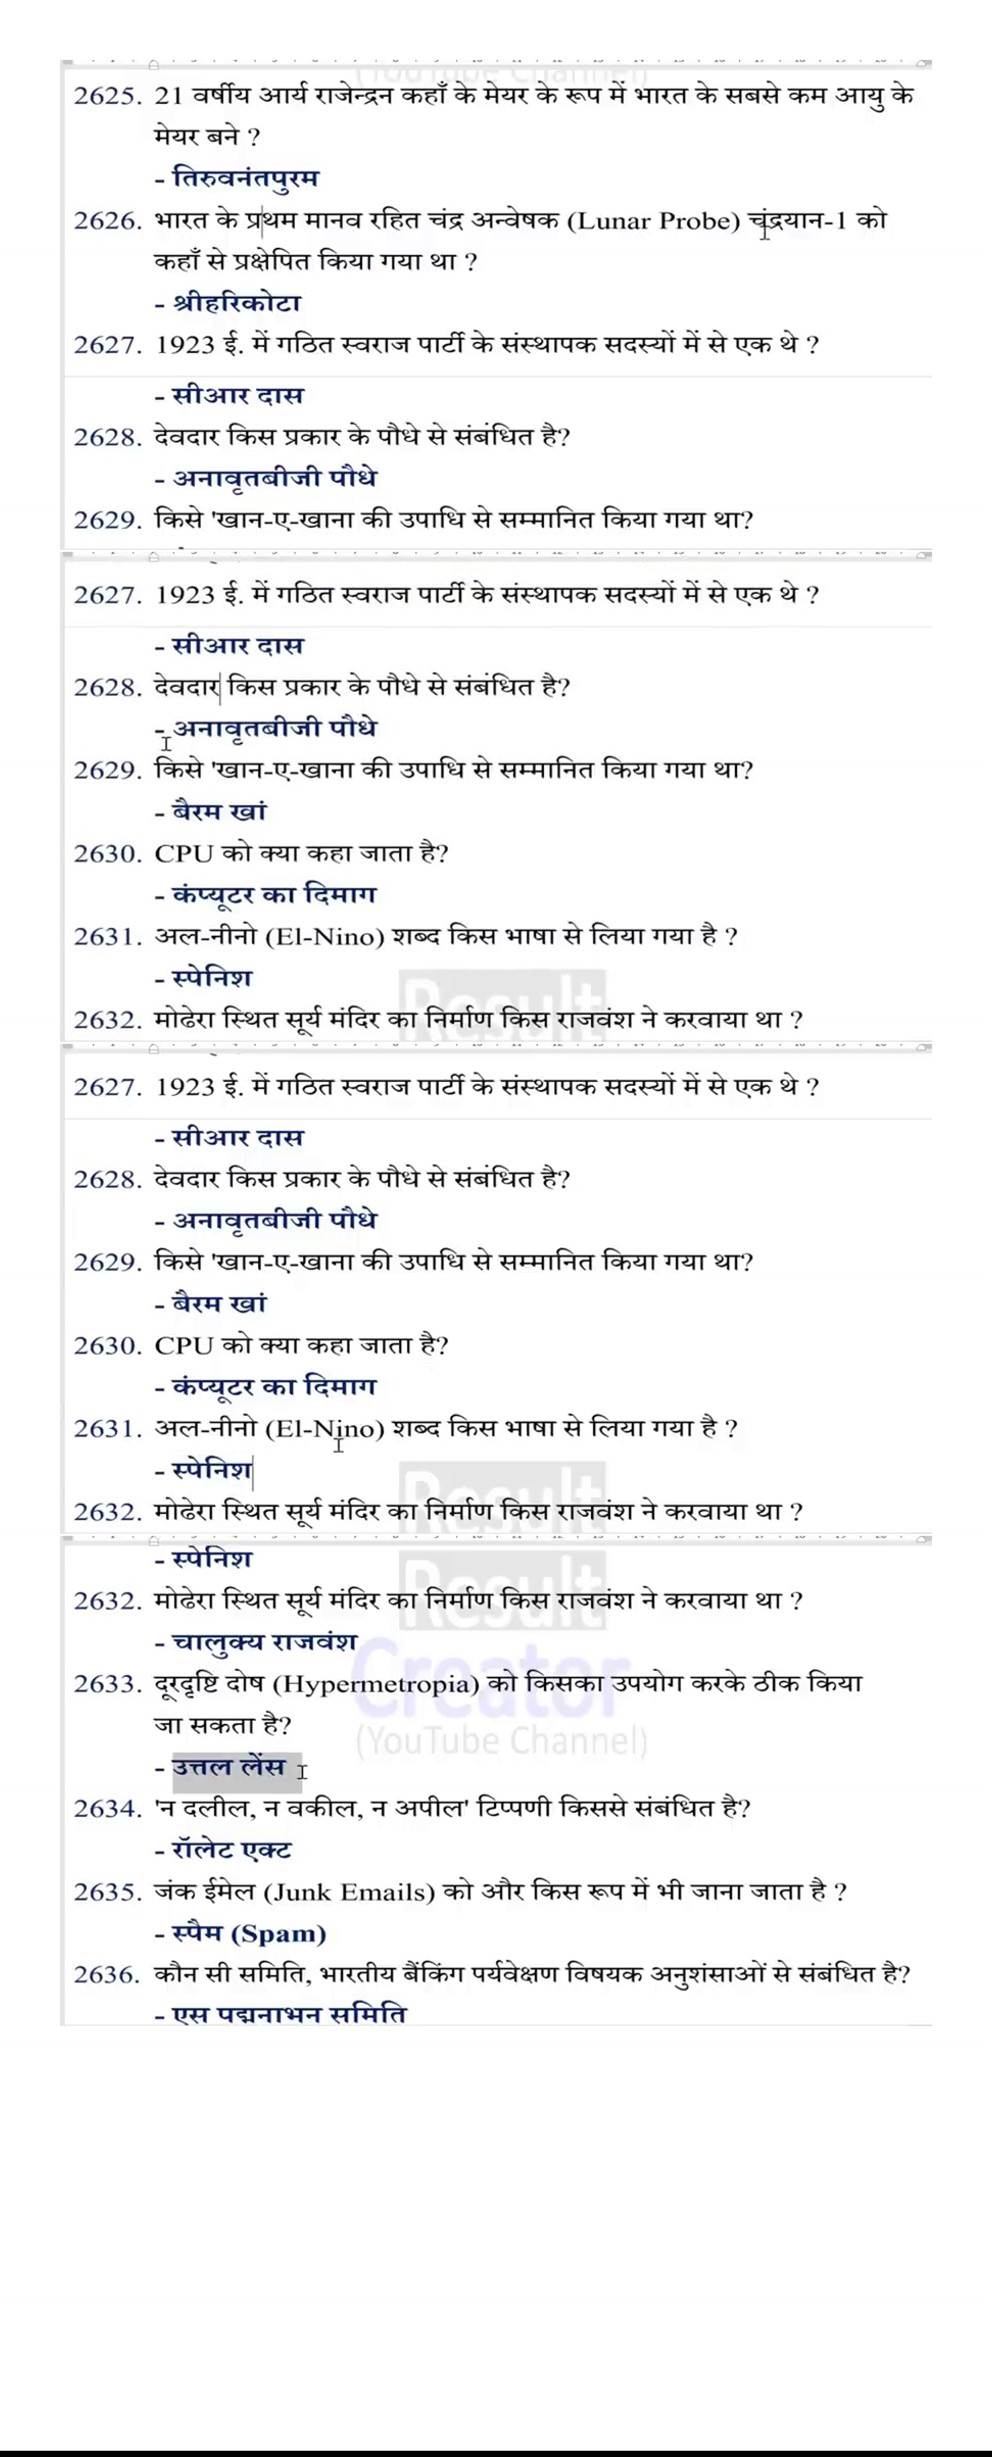 (YouTube Channel)
2625. 21 वर्षीय आर्य राजेन्द्रन कहाँ के मेयर के रूप में भारत के सबसे कम आयु के
मेयर बने ?
- तिरुवनंतपुरम
2626. भारत के प्रथम मानव रहित चंद्र अन्वेषक (Lunar Probe) चंद्रयान-1 को
कहाँ से प्रक्षेपित किया गया था ?
- श्रीहरिकोटा
2627. 1923 ई. में गठित स्वराज पार्टी के संस्थापक सदस्यों में से एक थे ?
- सीआर दास
2628. देवदार किस प्रकार के पौधे से संबंधित है?
- अनावृतबीजी पौधे
2629. किसे 'खान-ए-खाना की उपाधि से सम्मानित किया गया था?
2627. 1923 ई. में गठित स्वराज पार्टी के संस्थापक सदस्यों में से एक थे ?
- सीआर दास
2628. देवदार किस प्रकार के पौधे से संबंधित है?
- अनावृतबीजी पौधे
2629. किसे 'खान-ए-खाना की उपाधि से सम्मानित किया गया था?
- बैरम खां
2630. CPU को क्या कहा जाता है?
- कंप्यूटर का दिमाग
2631. अल-नीनो (El-Nino) शब्द किस भाषा से लिया गया है ?
- स्पेनिश
Result
2632. मोढेरा स्थित सूर्य मंदिर का निर्माण किस राजवंश ने करवाया था ?
2627. 1923 ई. में गठित स्वराज पार्टी के संस्थापक सदस्यों में से एक थे ?
- सीआर दास
2628. देवदार किस प्रकार के पौधे से संबंधित है?
- अनावृतबीजी पौधे
2629. किसे 'खान-ए-खाना की उपाधि से सम्मानित किया गया था?
- बैरम खां
2630. CPU को क्या कहा जाता है?
- कंप्यूटर का दिमाग
2631. अल-नीनो (El-Nino) शब्द किस भाषा से लिया गया है ?
- स्पेनिश
Result
2632. मोढेरा स्थित सूर्य मंदिर का निर्माण किस राजवंश ने करवाया था ?
- स्पेनिश
Result
2632. मोढेरा स्थित सूर्य मंदिर का निर्माण किस राजवंश ने करवाया था ?
- चालुक्य राजवंश
Creator
2633. दूरदृष्टि दोष (Hypermetropia) को किसका उपयोग करके ठीक किया
जा सकता है?
(YouTube Channel)
- उत्तल लेंस
2634. 'न दलील, न वकील, न अपील' टिप्पणी किससे संबंधित है?
- रॉलेट एक्ट
2635. जंक ईमेल (Junk Emails) को और किस रूप में भी जाना जाता है ?
- स्पैम (Spam)
2636. कौन सी समिति, भारतीय बैंकिंग पर्यवेक्षण विषयक अनुशंसाओं से संबंधित है?
- एस पद्मनाभन समिति